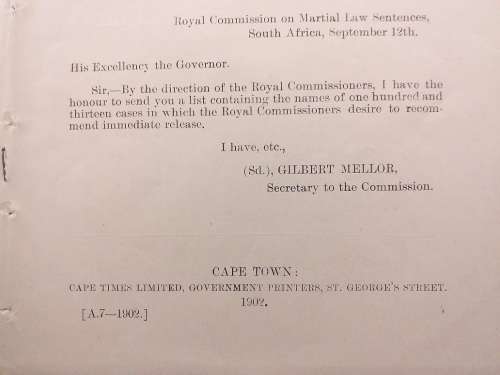 Royal Commission on Martial Law Sentences,
South Africa, September 12th.
His Excellency the Governor.
Sir,—By the direction of the Royal Commissioners, I have the
honour to send you a list containing the names of one hundred and
thirteen cases in which the Royal Commissioners desire to recom-
mend immediate release.
I have, etc.,
(Sd.), GILBERT MELLOR,
Secretary to the Commission.
CAPE TOWN:
CAPE TIMES LIMITED, GOVERNMENT PRINTERS, ST. GEORGE'S STREET.
1902.
[A.7—1902.]